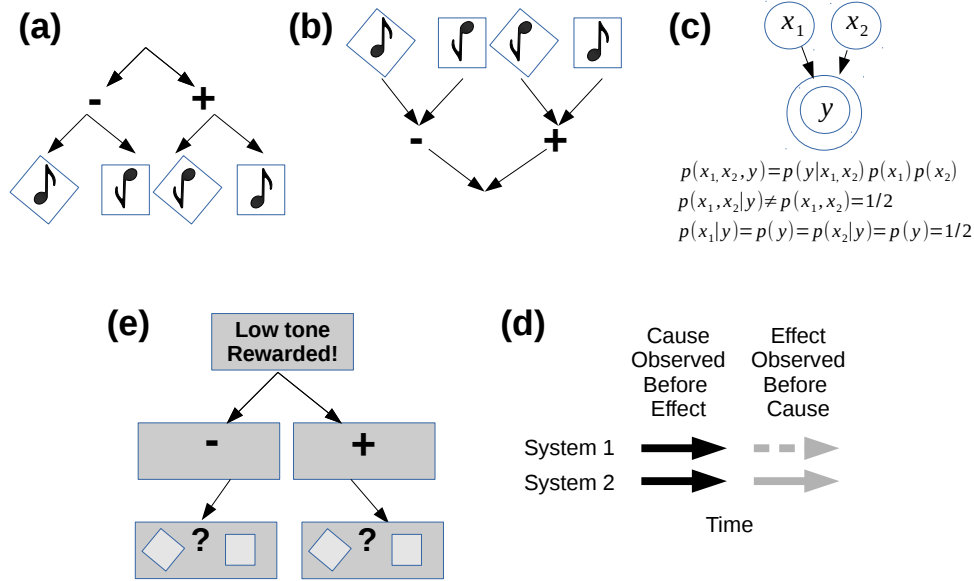 (a)
- +
(b)
- +
(c)
x₁ x₂
y
p(x₁, x₂, y)=p(y|x₁, x₂) p(x₁) p(x₂)
p(x₁, x₂|y)≠p(x₁, x₂)=1/2
p(x₁|y)=p(y)=p(x₂|y)=p(y)=1/2
(e)
Low tone
Rewarded!
- +
? ?
(d)
Cause
Observed
Before
Effect
Effect
Observed
Before
Cause
System 1
System 2
Time